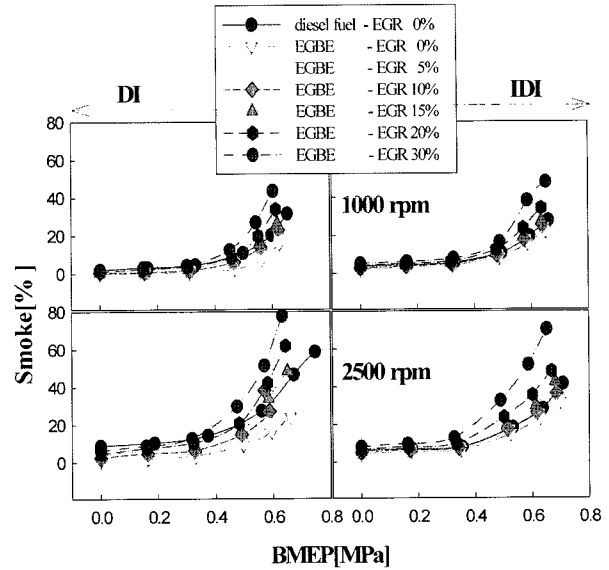 diesel fuel - EGR 0%
EGBE - EGR 0%
EGBE - EGR 5%
EGBE - EGR 10%
EGBE - EGR 15%
EGBE - EGR 20%
EGBE - EGR 30%
DI
IDI
80
60
40
20
0
1000 rpm
Smoke[%]
80
60
40
20
0
2500 rpm
0.0 0.2 0.4 0.6 0.8 0.0 0.2 0.4 0.6 0.8
BMEP[MPa]